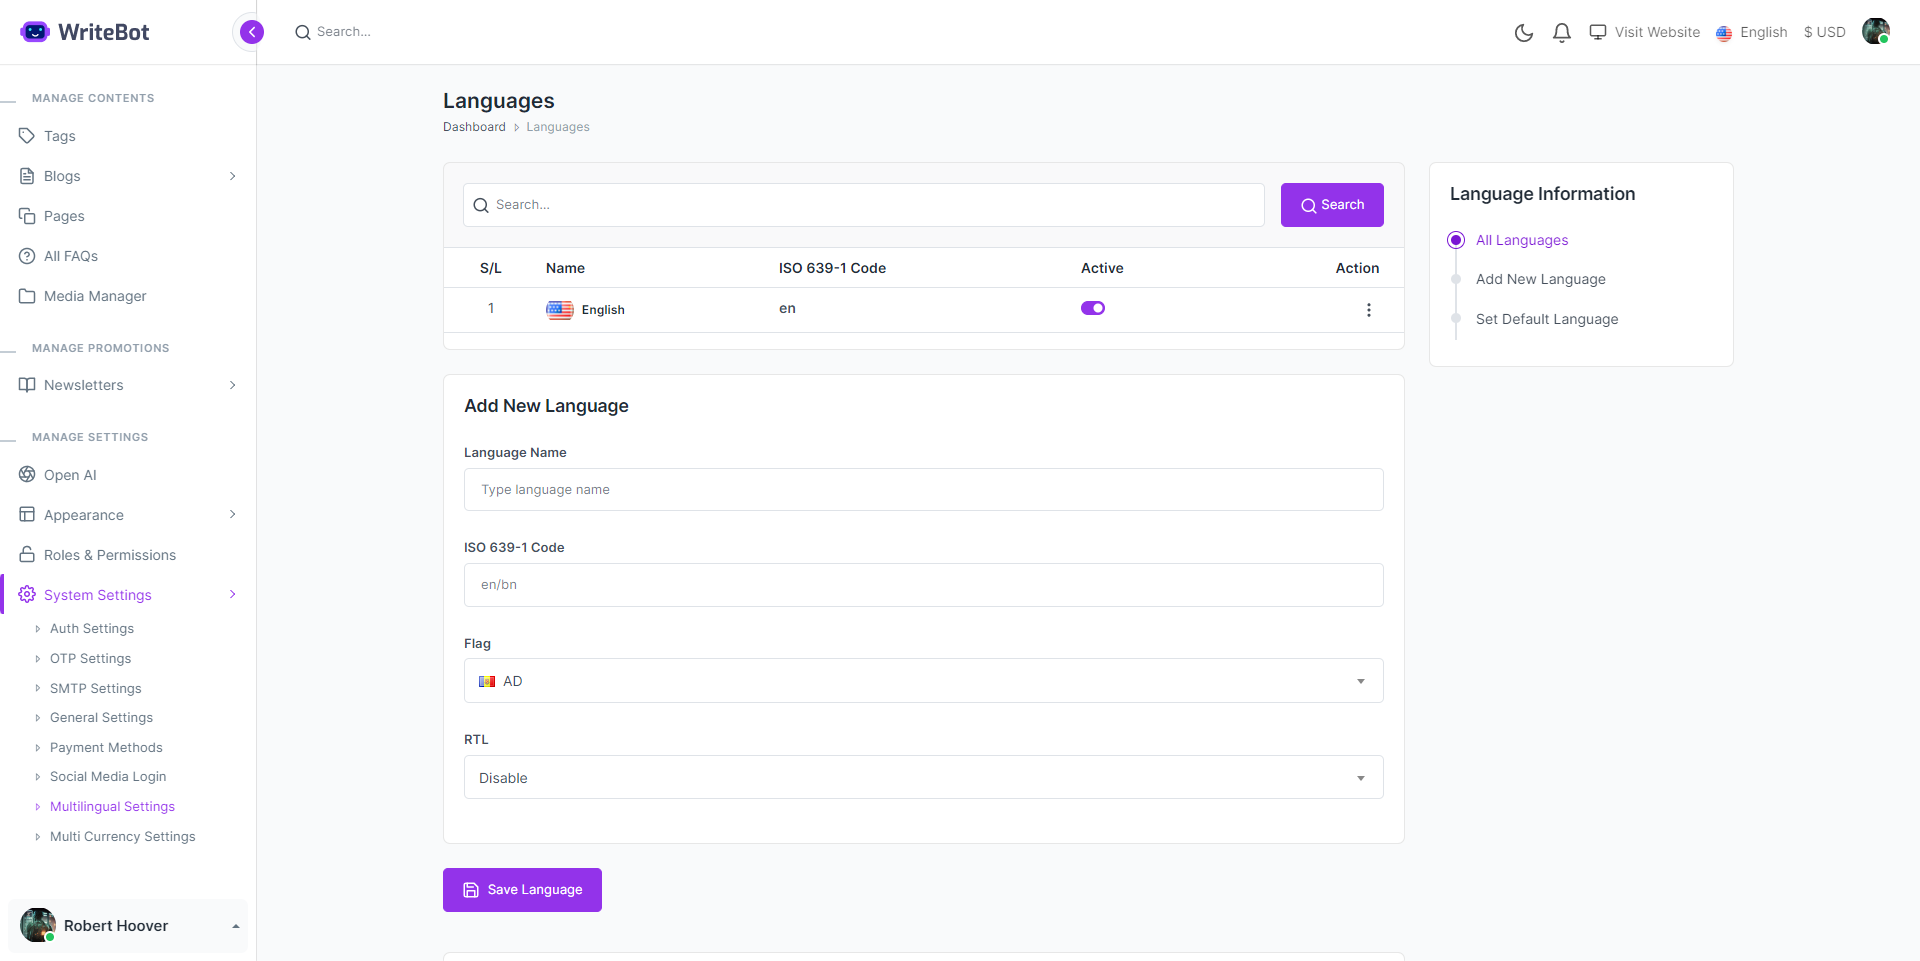 WriteBot
Search...
Visit Website
English
$ USD
MANAGE CONTENTS
Tags
Blogs
Pages
All FAQs
Media Manager
MANAGE PROMOTIONS
Newsletters
MANAGE SETTINGS
Open AI
Appearance
Roles & Permissions
System Settings
Auth Settings
OTP Settings
SMTP Settings
General Settings
Payment Methods
Social Media Login
Multilingual Settings
Multi Currency Settings
Robert Hoover
Languages
Dashboard Languages
Search...
Search
S/L Name ISO 639-1 Code Active Action
1 English en
Add New Language
Language Name
Type language name
ISO 639-1 Code
en/bn
Flag
AD
RTL
Disable
Save Language
Language Information
All Languages
Add New Language
Set Default Language